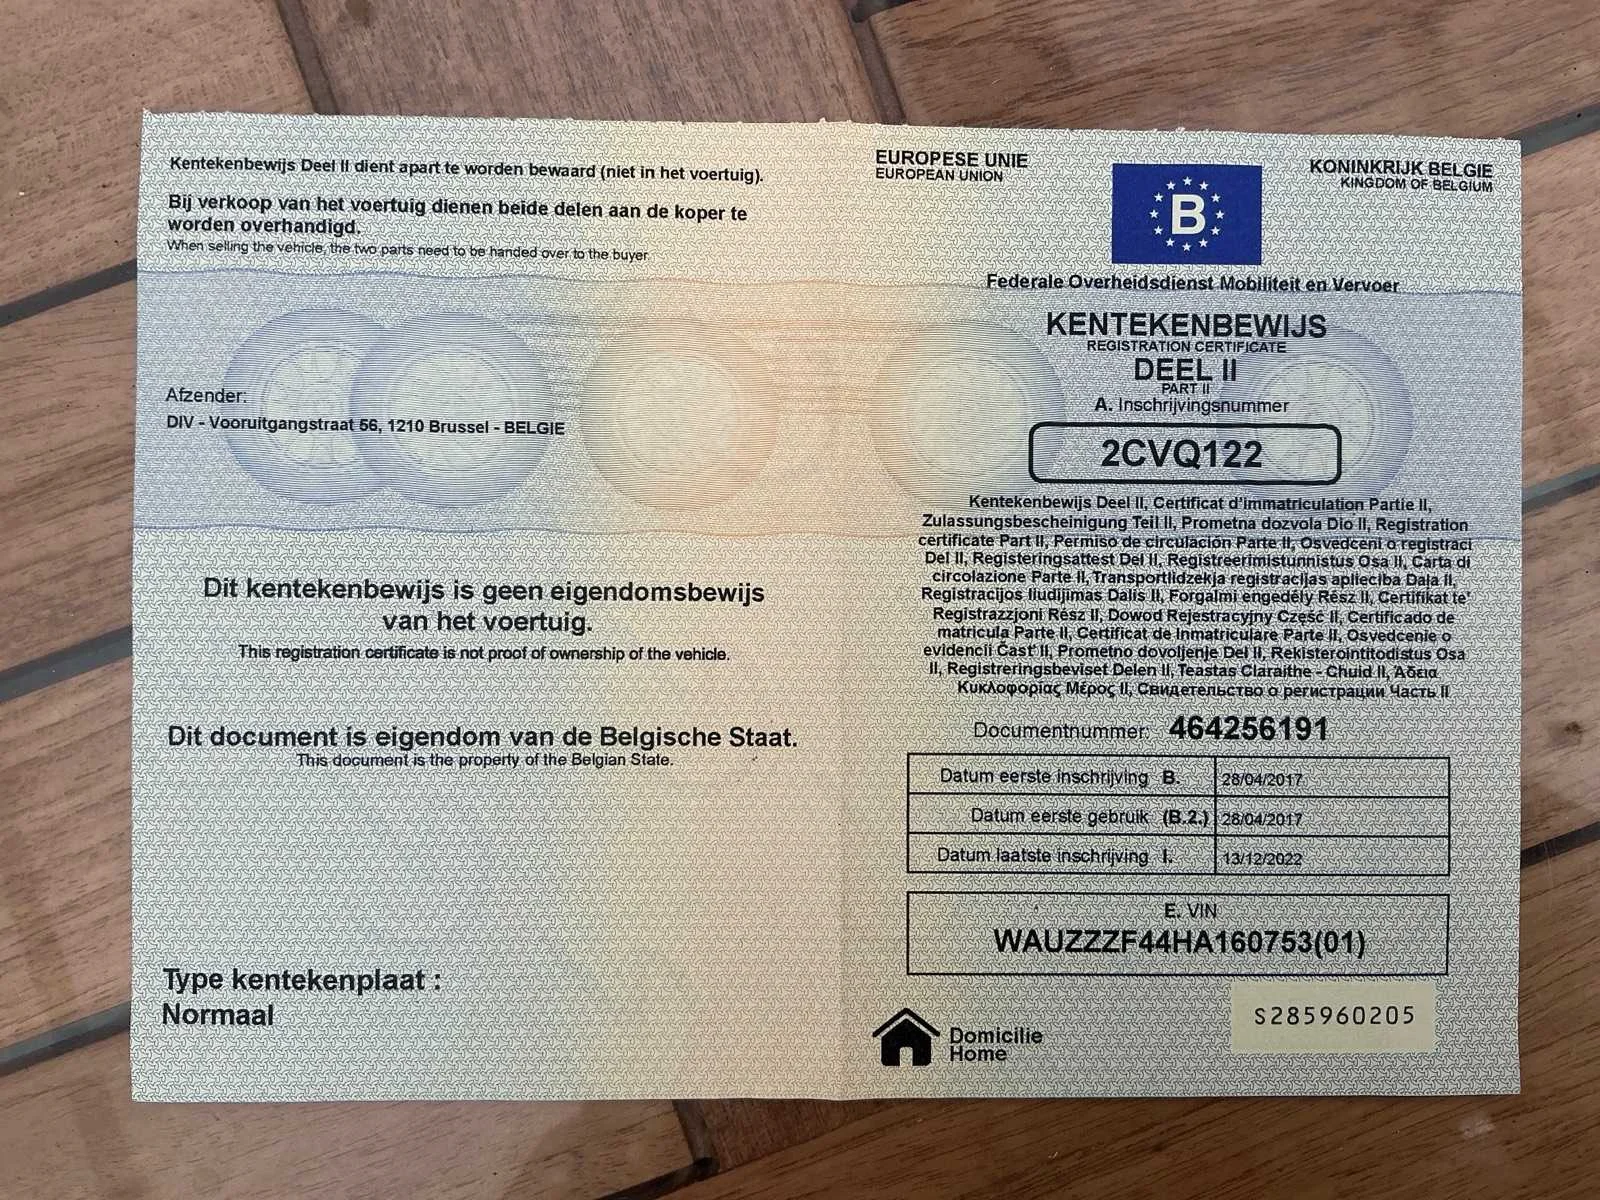 Kentekenbewijs Deel II dient apart te worden bewaard (niet in het voertuig).
Bij verkoop van het voertuig dienen beide delen aan de koper te
worden overhandigd.
When selling the vehicle, the two parts need to be handed over to the buyer.
Afzender:
DIV - Vooruitgangstraat 56, 1210 Brussel - BELGIE
Dit kentekenbewijs is geen eigendomsbewijs
van het voertuig.
This registration certificate is not proof of ownership of the vehicle.
Dit document is eigendom van de Belgische Staat.
This document is the property of the Belgian State.
Type kentekenplaat :
Normaal
EUROPESE UNIE
EUROPEAN UNION
B
KONINKRIJK BELGIE
KINGDOM OF BELGIUM
Federale Overheidsdienst Mobiliteit en Vervoer
KENTEKENBEWIJS
REGISTRATION CERTIFICATE
DEEL II
PART II
A. Inschrijvingsnummer
2CVQ122
Kentekenbewijs Deel II, Certificat d'immatriculation Partie II,
Zulassungsbescheinigung Teil II, Prometna dozvola Dio II, Registration
certificate Part II, Permiso de circulación Parte II, Osvedceni o registraci
Del II, Registeringsattest Del II, Registreerimistunnistus Osa II, Carta di
circolazione Parte II, Transportlidzekja registracijas aplieciba Daļa II,
Registracijos liudijimas Dalis II, Forgalmi engedély Rész II, Certifikat te'
Registrazzjoni Rész II, Dowod Rejestracyjny Część II, Certificado de
matricula Parte II, Certificat de Inmatriculare Parte II, Osvedcenie o
evidencii Čast' II, Prometno dovoljenje Del II, Rekisterointitodistus Osa
II, Registreringsbeviset Delen II, Teastas Claraithe - Chuid II, Άδεια
Κυκλοφορίας Μέρος II, Свидетельство о регистрации Часть II
Documentnummer: 464256191
Datum eerste inschrijving B. 28/04/2017
Datum eerste gebruik (B.2.) 28/04/2017
Datum laatste inschrijving I. 13/12/2022
E. VIN
WAUZZZF44HA160753(01)
Domicilie
Home
S285960205